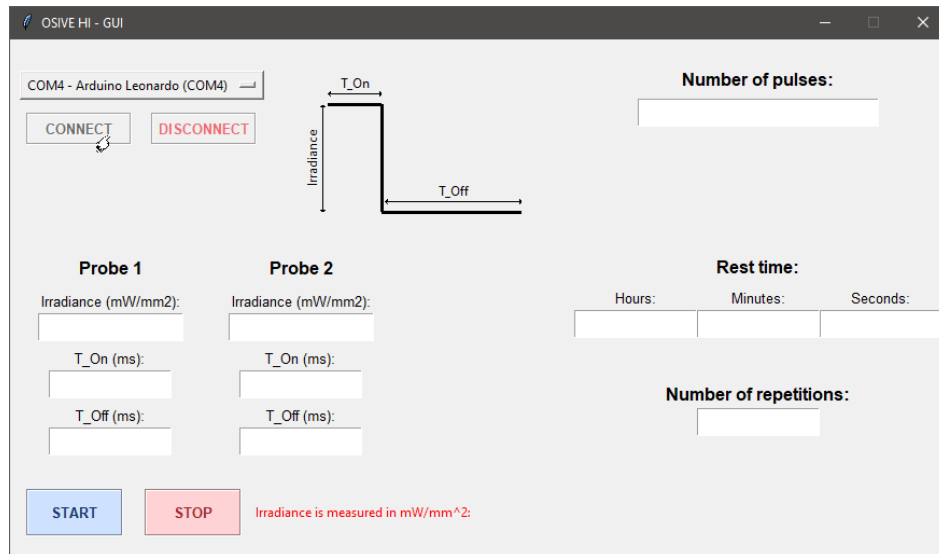 OSIVE HI - GUI
COM4 - Arduino Leonardo (COM4)
CONNECT
DISCONNECT
T_On
Irradiance
T_Off
Number of pulses:
Probe 1
Probe 2
Irradiance (mW/mm2):
Irradiance (mW/mm2):
T_On (ms):
T_On (ms):
T_Off (ms):
T_Off (ms):
Rest time:
Hours:
Minutes:
Seconds:
Number of repetitions:
START
STOP
Irradiance is measured in mW/mm^2: